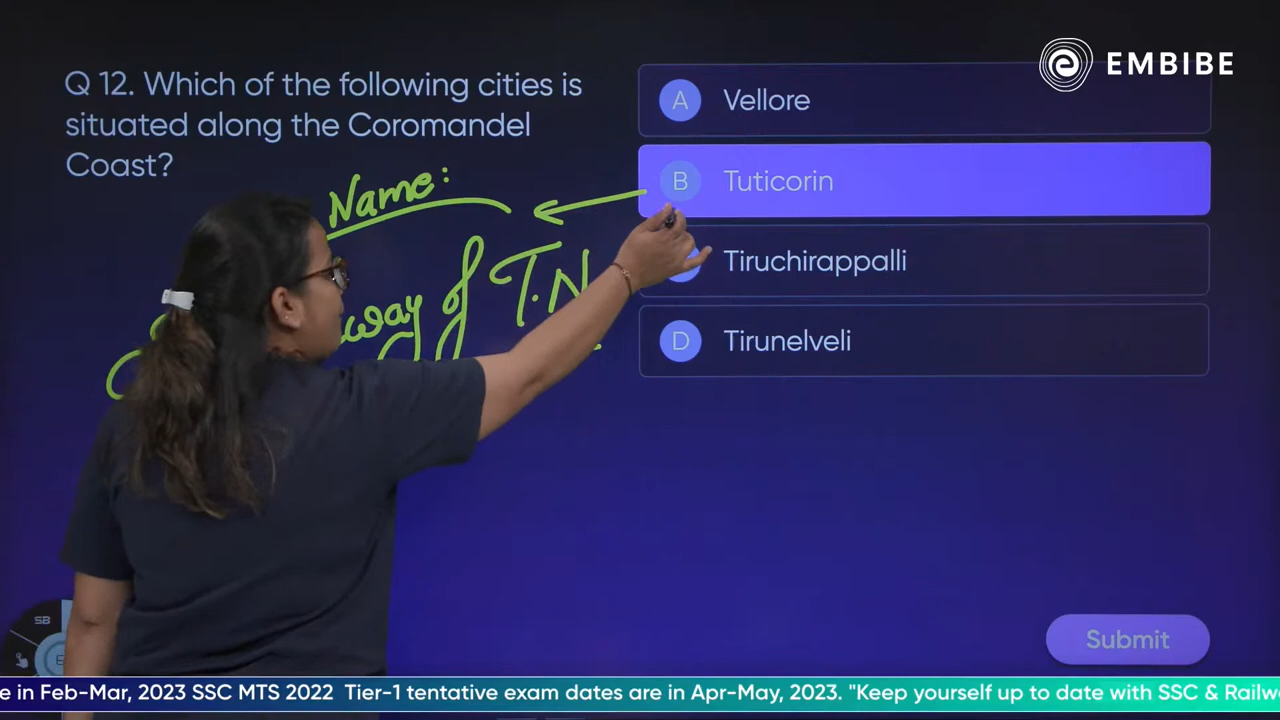 EMBIBE
Q 12. Which of the following cities is
situated along the Coromandel
Coast?
A Vellore
B Tuticorin
Tiruchirappalli
D Tirunelveli
Name:
way of T.N
SB
Submit
e in Feb-Mar, 2023 SSC MTS 2022 Tier-1 tentative exam dates are in Apr-May, 2023. "Keep yourself up to date with SSC & Railw